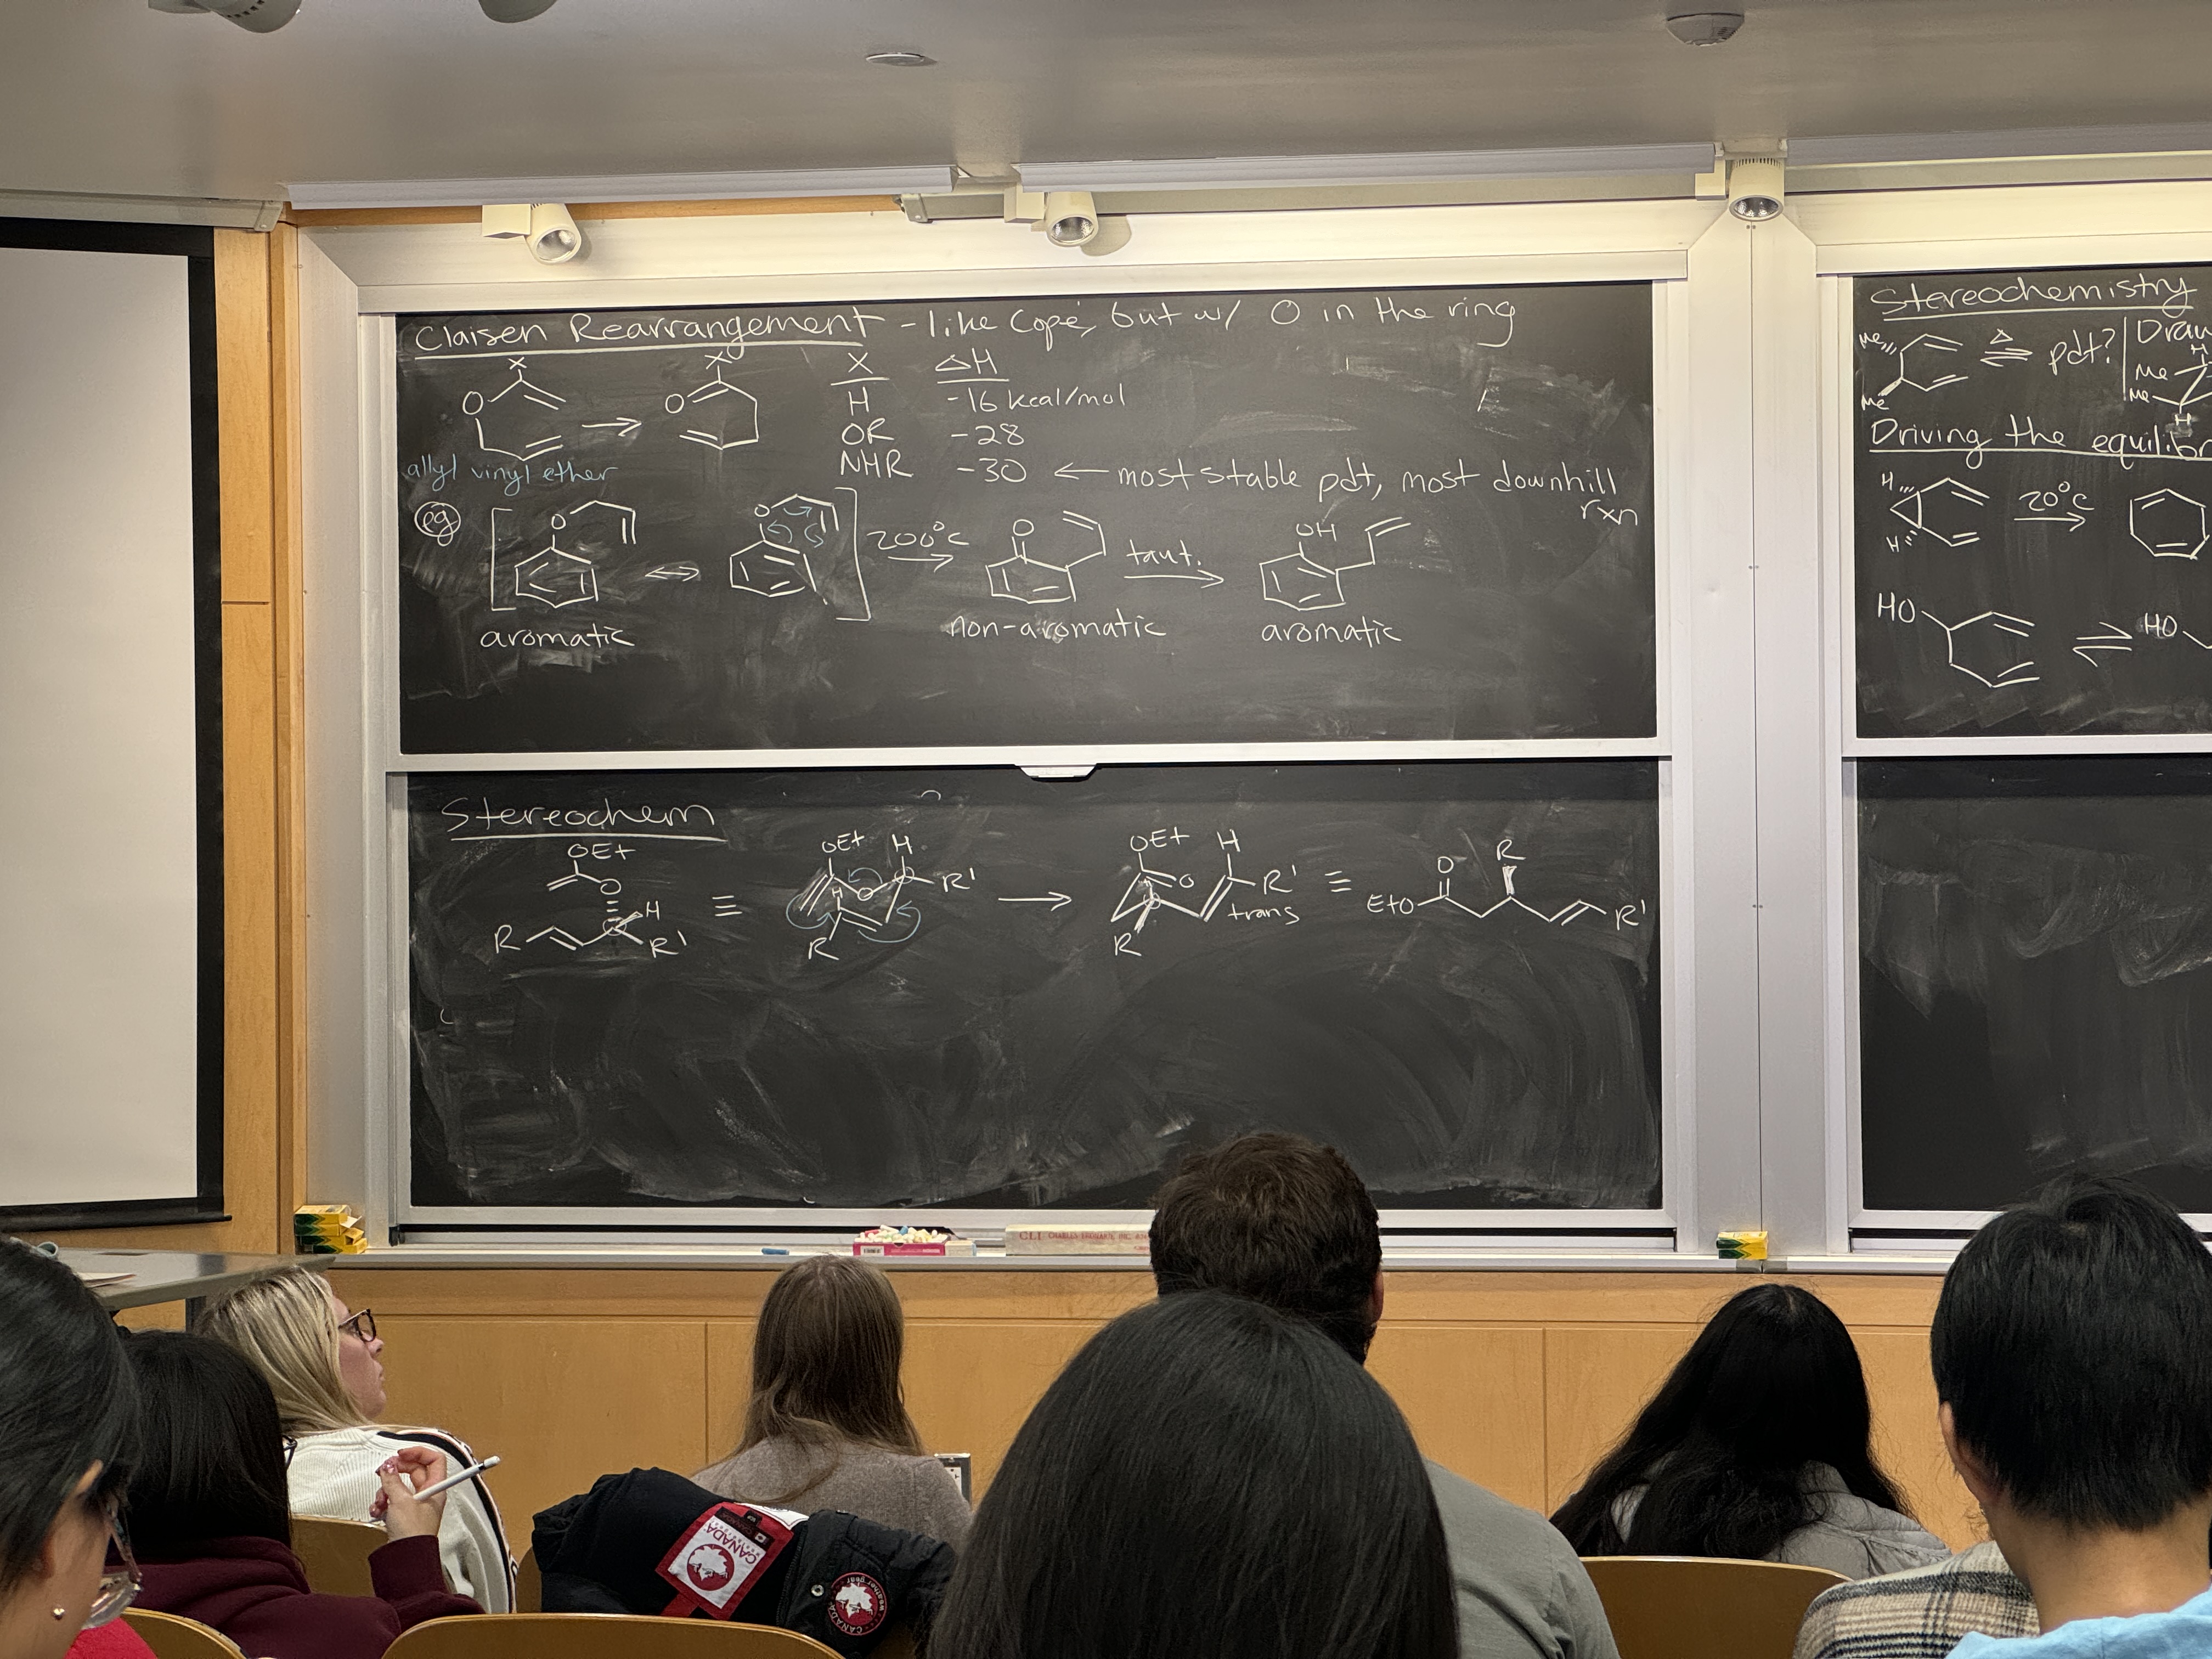 Claisen Rearrangement - like Cope, but w/ O in the ring
X X X ΔH
O O H -16 kcal/mol
OR -28
allyl vinyl ether NHR -30 ← most stable pdt, most downhill
rxn
eg O ↔ O 200°C → O taut. → OH
aromatic non-aromatic aromatic
Stereochem
OEt OEt H OEt H R
O O R' → O R' O
H H ≡ trans ≡ EtO R'
R R' R R
Stereochemistry
Me Δ ⇌ pdt? Draw
Me H
Me
Me
H
Driving the equilibr
H 20°C →
H
HO ⇌ HO
CANADA
CANADA